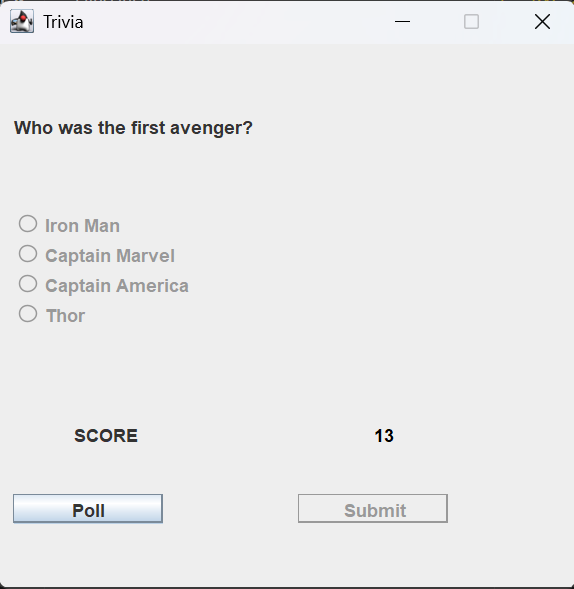 Trivia
Who was the first avenger?
Iron Man
Captain Marvel
Captain America
Thor
SCORE 13
Poll Submit